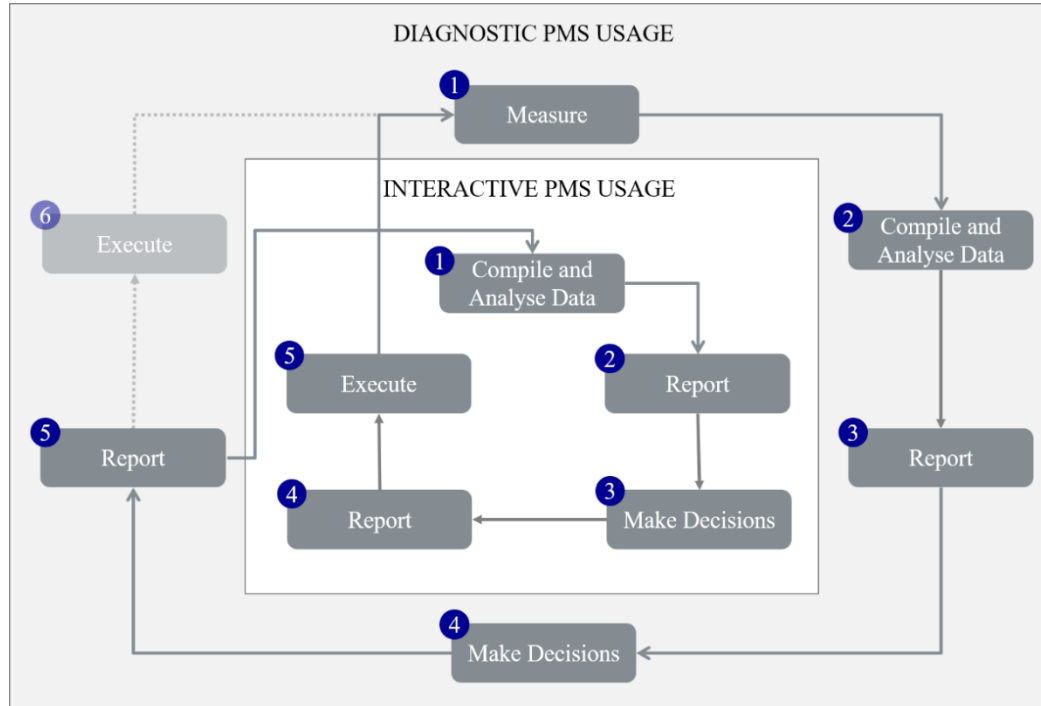 DIAGNOSTIC PMS USAGE
1
Measure
2
Compile and
Analyse Data
3
Report
4
Make Decisions
5
Report
6
Execute
INTERACTIVE PMS USAGE
1
Compile and
Analyse Data
2
Report
3
Make Decisions
4
Report
5
Execute